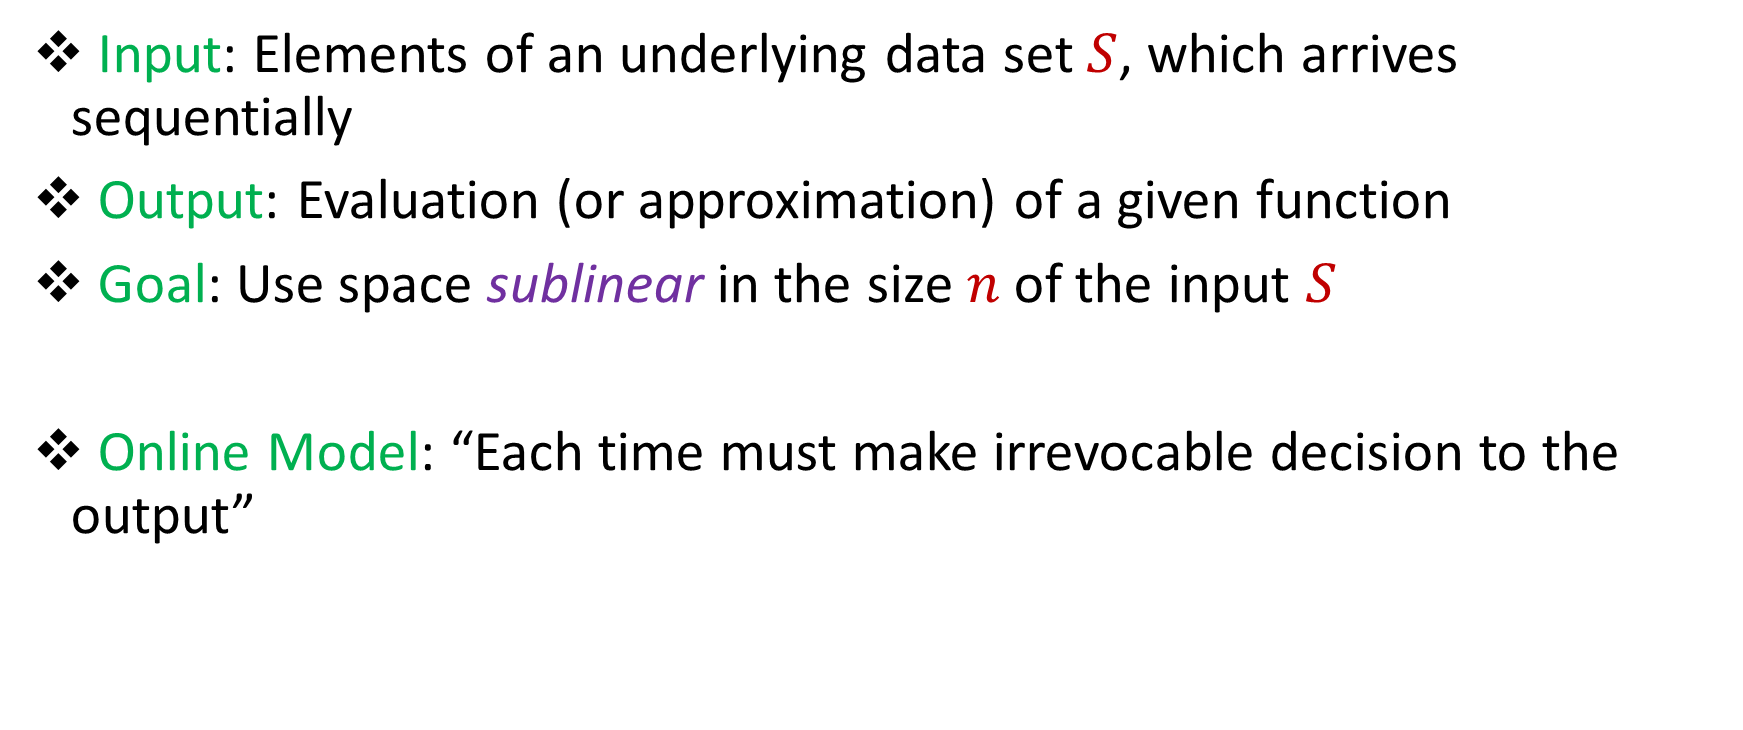 ❖ Input: Elements of an underlying data set S, which arrives
sequentially
❖ Output: Evaluation (or approximation) of a given function
❖ Goal: Use space sublinear in the size n of the input S
❖ Online Model: “Each time must make irrevocable decision to the
output”